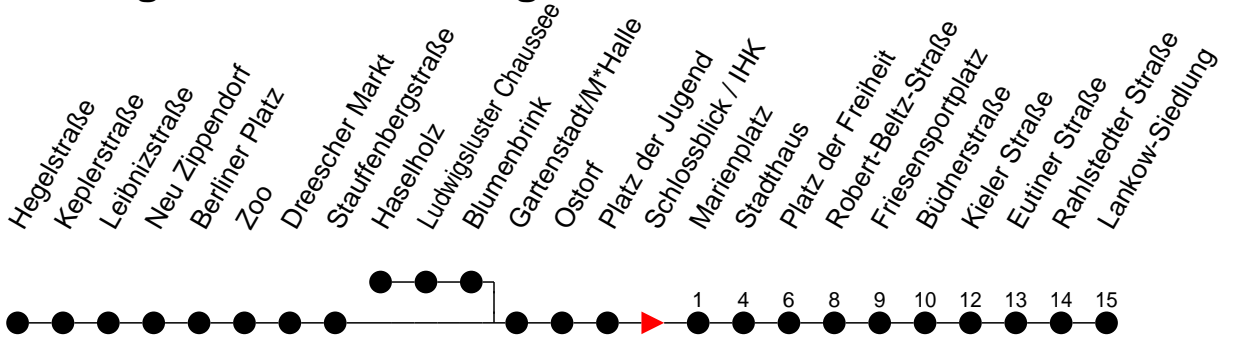 Hegelstraße
Keplerstraße
Leibnizstraße
Neu Zippendorf
Berliner Platz
Zoo
Dreescher Markt
Stauffenbergstraße
Haselholz
Ludwigsluster Chaussee
Blumenbrink
Gartenstadt/M*Halle
Ostorf
Platz der Jugend
Schlossblick / IHK
Marienplatz
Stadthaus
Platz der Freiheit
Robert-Beltz-Straße
Friesensportplatz
Büdnerstraße
Kieler Straße
Eutiner Straße
Rahlstedter Straße
Lankow-Siedlung
1 4 6 8 9 10 12 13 14 15